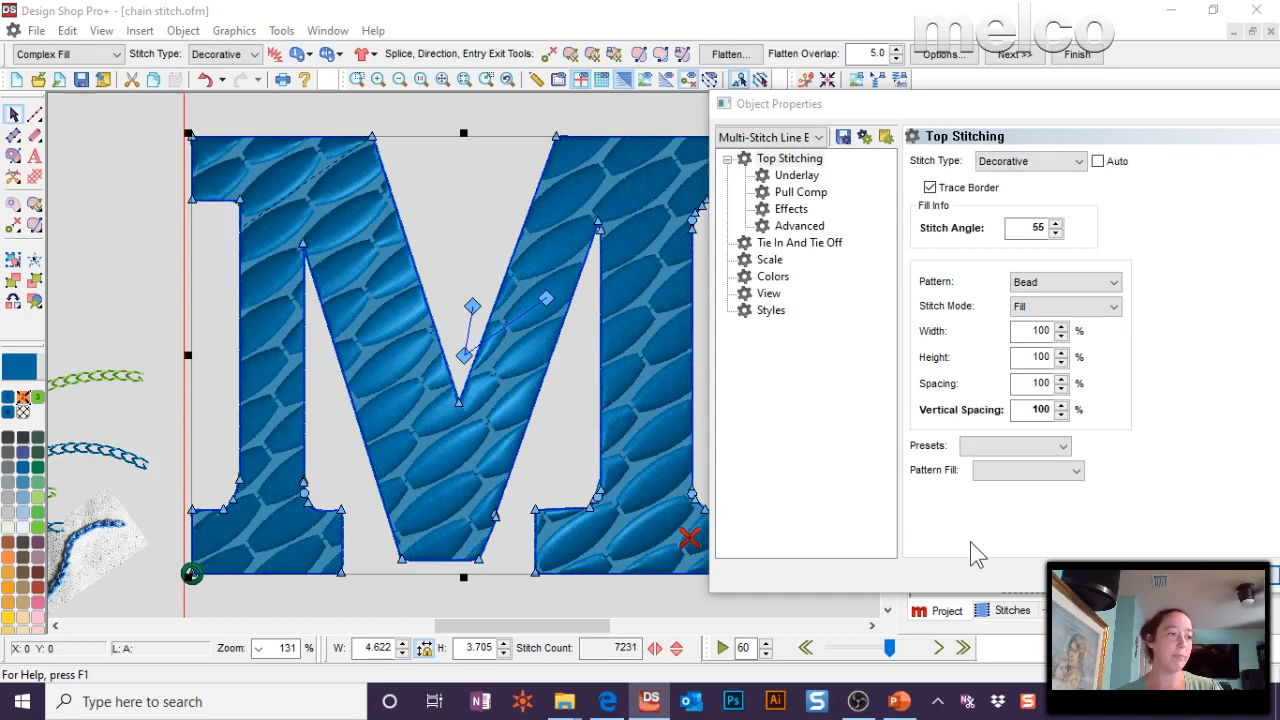 DS Design Shop Pro+ - [chain stitch.ofm]
melco
File Edit View Insert Object Graphics Tools Window Help
Complex Fill Stitch Type: Decorative Splice, Direction, Entry Exit Tools: Flatten... Flatten Overlap: 5.0 Options... Next >> Finish
Object Properties
Multi-Stitch Line E
Top Stitching
Underlay
Pull Comp
Effects
Advanced
Tie In And Tie Off
Scale
Colors
View
Styles
Top Stitching
Stitch Type: Decorative Auto
Trace Border
Fill Info
Stitch Angle: 55
Pattern: Bead
Stitch Mode: Fill
Width: 100 %
Height: 100 %
Spacing: 100 %
Vertical Spacing: 100 %
Presets:
Pattern Fill:
M
m Project Stitches
X: 0 Y: 0 L: A: Zoom: 131 % W: 4.622 H: 3.705 Stitch Count: 7231 60
For Help, press F1
Type here to search
DS
Ps Ai S